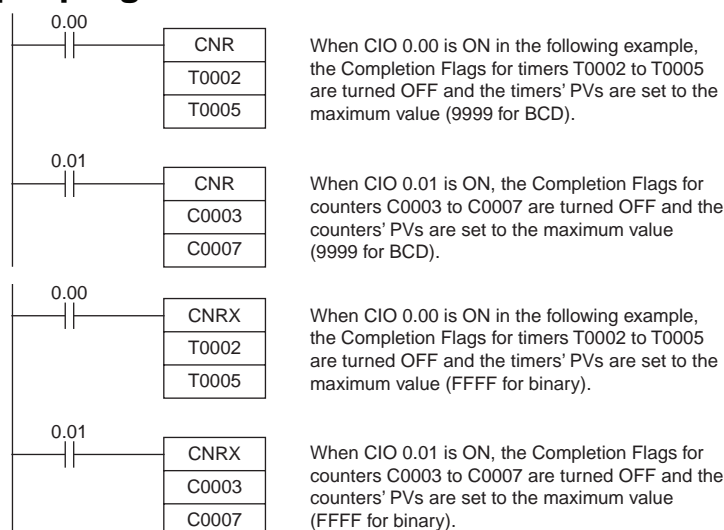 0.00
CNR
T0002
T0005
When CIO 0.00 is ON in the following example,
the Completion Flags for timers T0002 to T0005
are turned OFF and the timers' PVs are set to the
maximum value (9999 for BCD).
0.01
CNR
C0003
C0007
When CIO 0.01 is ON, the Completion Flags for
counters C0003 to C0007 are turned OFF and the
counters' PVs are set to the maximum value
(9999 for BCD).
0.00
CNRX
T0002
T0005
When CIO 0.00 is ON in the following example,
the Completion Flags for timers T0002 to T0005
are turned OFF and the timers' PVs are set to the
maximum value (FFFF for binary).
0.01
CNRX
C0003
C0007
When CIO 0.01 is ON, the Completion Flags for
counters C0003 to C0007 are turned OFF and the
counters' PVs are set to the maximum value
(FFFF for binary).